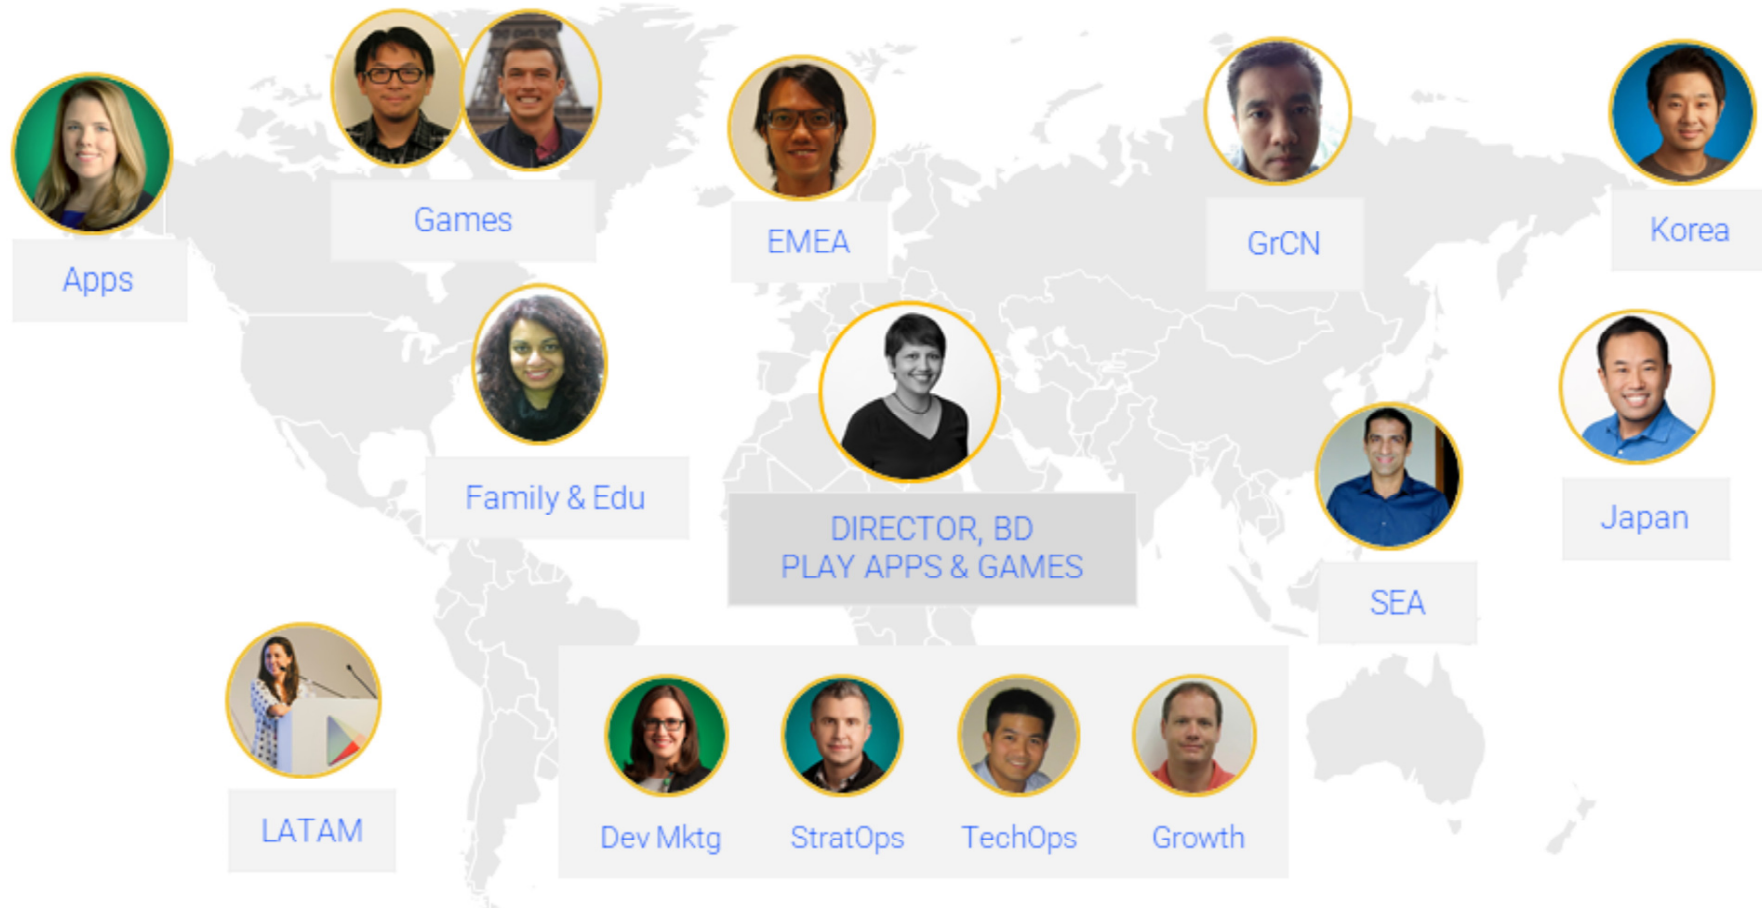 Games
EMEA
GrCN
Korea
Apps
Family & Edu
DIRECTOR, BD
PLAY APPS & GAMES
Japan
SEA
LATAM
Dev Mktg
StratOps
TechOps
Growth